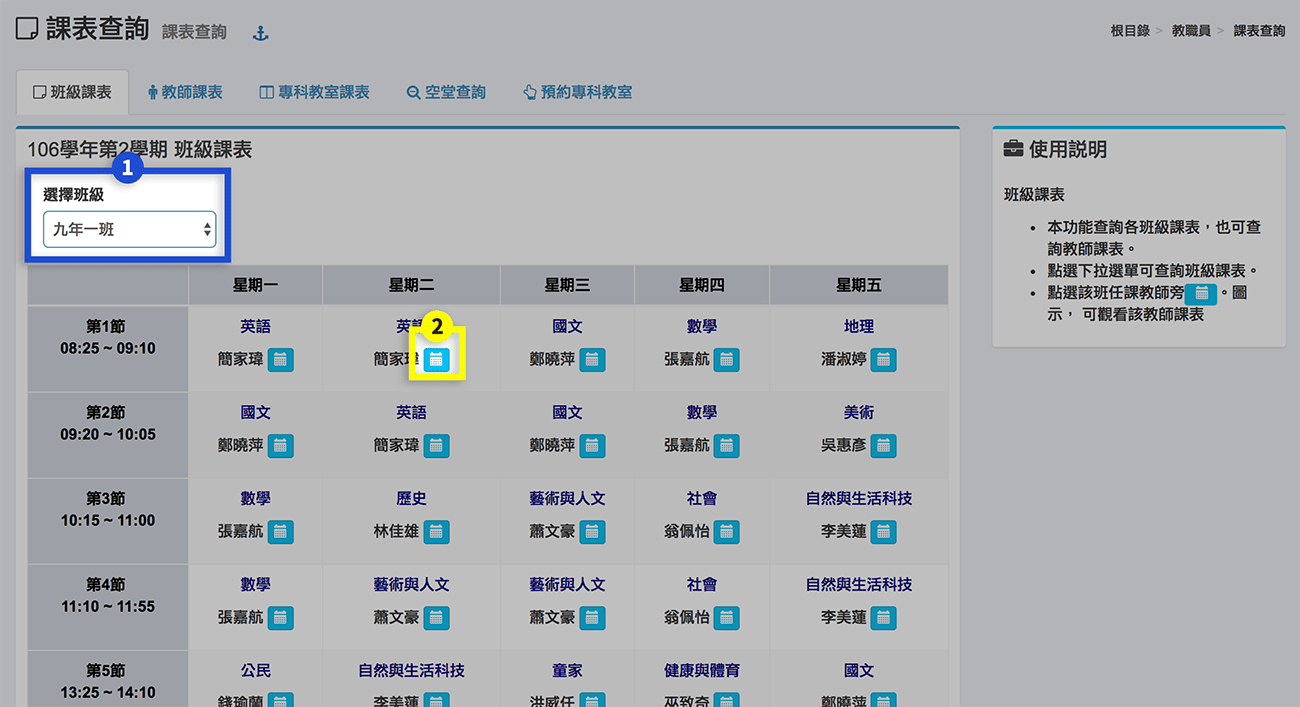 課表查詢 課表查詢
根目錄 > 教職員 > 課表查詢
班級課表 教師課表 專科教室課表 空堂查詢 預約專科教室
106學年第2學期 班級課表
1
選擇班級
九年一班
星期一 星期二 星期三 星期四 星期五
第1節 英語 英語 國文 數學 地理
2
08:25 ~ 09:10 簡家瑋 簡家瑋 鄭曉萍 張嘉航 潘淑婷
第2節 國文 英語 國文 數學 美術
09:20 ~ 10:05 鄭曉萍 簡家瑋 鄭曉萍 張嘉航 吳惠彥
第3節 數學 歷史 藝術與人文 社會 自然與生活科技
10:15 ~ 11:00 張嘉航 林佳雄 蕭文豪 翁佩怡 李美蓮
第4節 數學 藝術與人文 藝術與人文 社會 自然與生活科技
11:10 ~ 11:55 張嘉航 蕭文豪 蕭文豪 翁佩怡 李美蓮
第5節 公民 自然與生活科技 童家 健康與體育 國文
13:25 ~ 14:10 錢瑜蘭 李美蓮 洪威任 巫致奇 鄭曉萍
使用說明
班級課表
• 本功能查詢各班級課表，也可查
詢教師課表。
• 點選下拉選單可查詢班級課表。
• 點選該班任課教師旁 。圖
示， 可觀看該教師課表